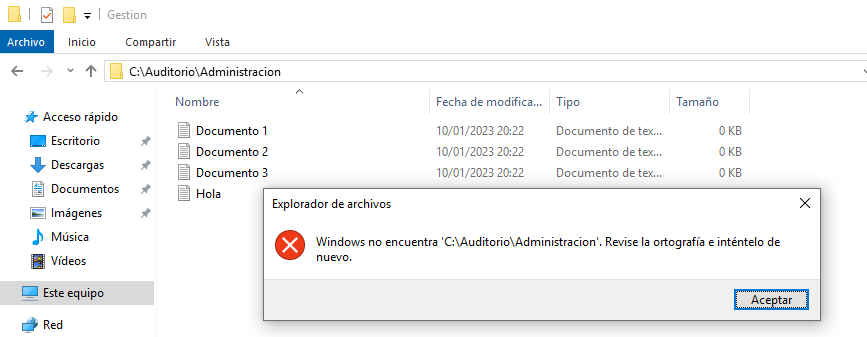 Gestion
Archivo Inicio Compartir Vista
C:\Auditorio\Administracion
Nombre Fecha de modifica... Tipo Tamaño
Acceso rápido
Escritorio
Descargas
Documentos
Imágenes
Música
Vídeos
Este equipo
Red
Documento 1 10/01/2023 20:22 Documento de tex... 0 KB
Documento 2 10/01/2023 20:22 Documento de tex... 0 KB
Documento 3 10/01/2023 20:22 Documento de tex... 0 KB
Hola
Explorador de archivos
Windows no encuentra 'C:\Auditorio\Administracion'. Revise la ortografía e inténtelo de
nuevo.
Aceptar